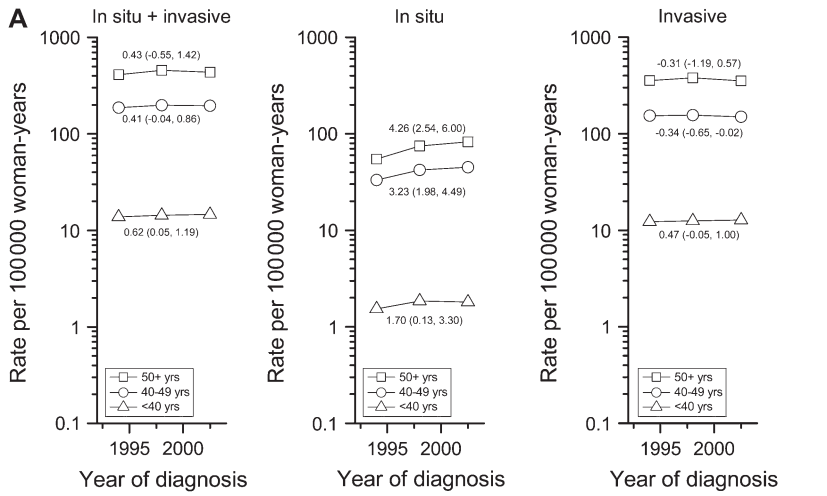 A
In situ + invasive
Rate per 100 000 woman-years
1000
100
10
1
0.1
0.43 (-0.55, 1.42)
0.41 (-0.04, 0.86)
0.62 (0.05, 1.19)
50+ yrs
40-49 yrs
<40 yrs
1995 2000
Year of diagnosis
In situ
Rate per 100 000 woman-years
1000
100
10
1
0.1
4.26 (2.54, 6.00)
3.23 (1.98, 4.49)
1.70 (0.13, 3.30)
50+ yrs
40-49 yrs
<40 yrs
1995 2000
Year of diagnosis
Invasive
Rate per 100 000 woman-years
1000
100
10
1
0.1
-0.31 (-1.19, 0.57)
-0.34 (-0.65, -0.02)
0.47 (-0.05, 1.00)
50+ yrs
40-49 yrs
<40 yrs
1995 2000
Year of diagnosis